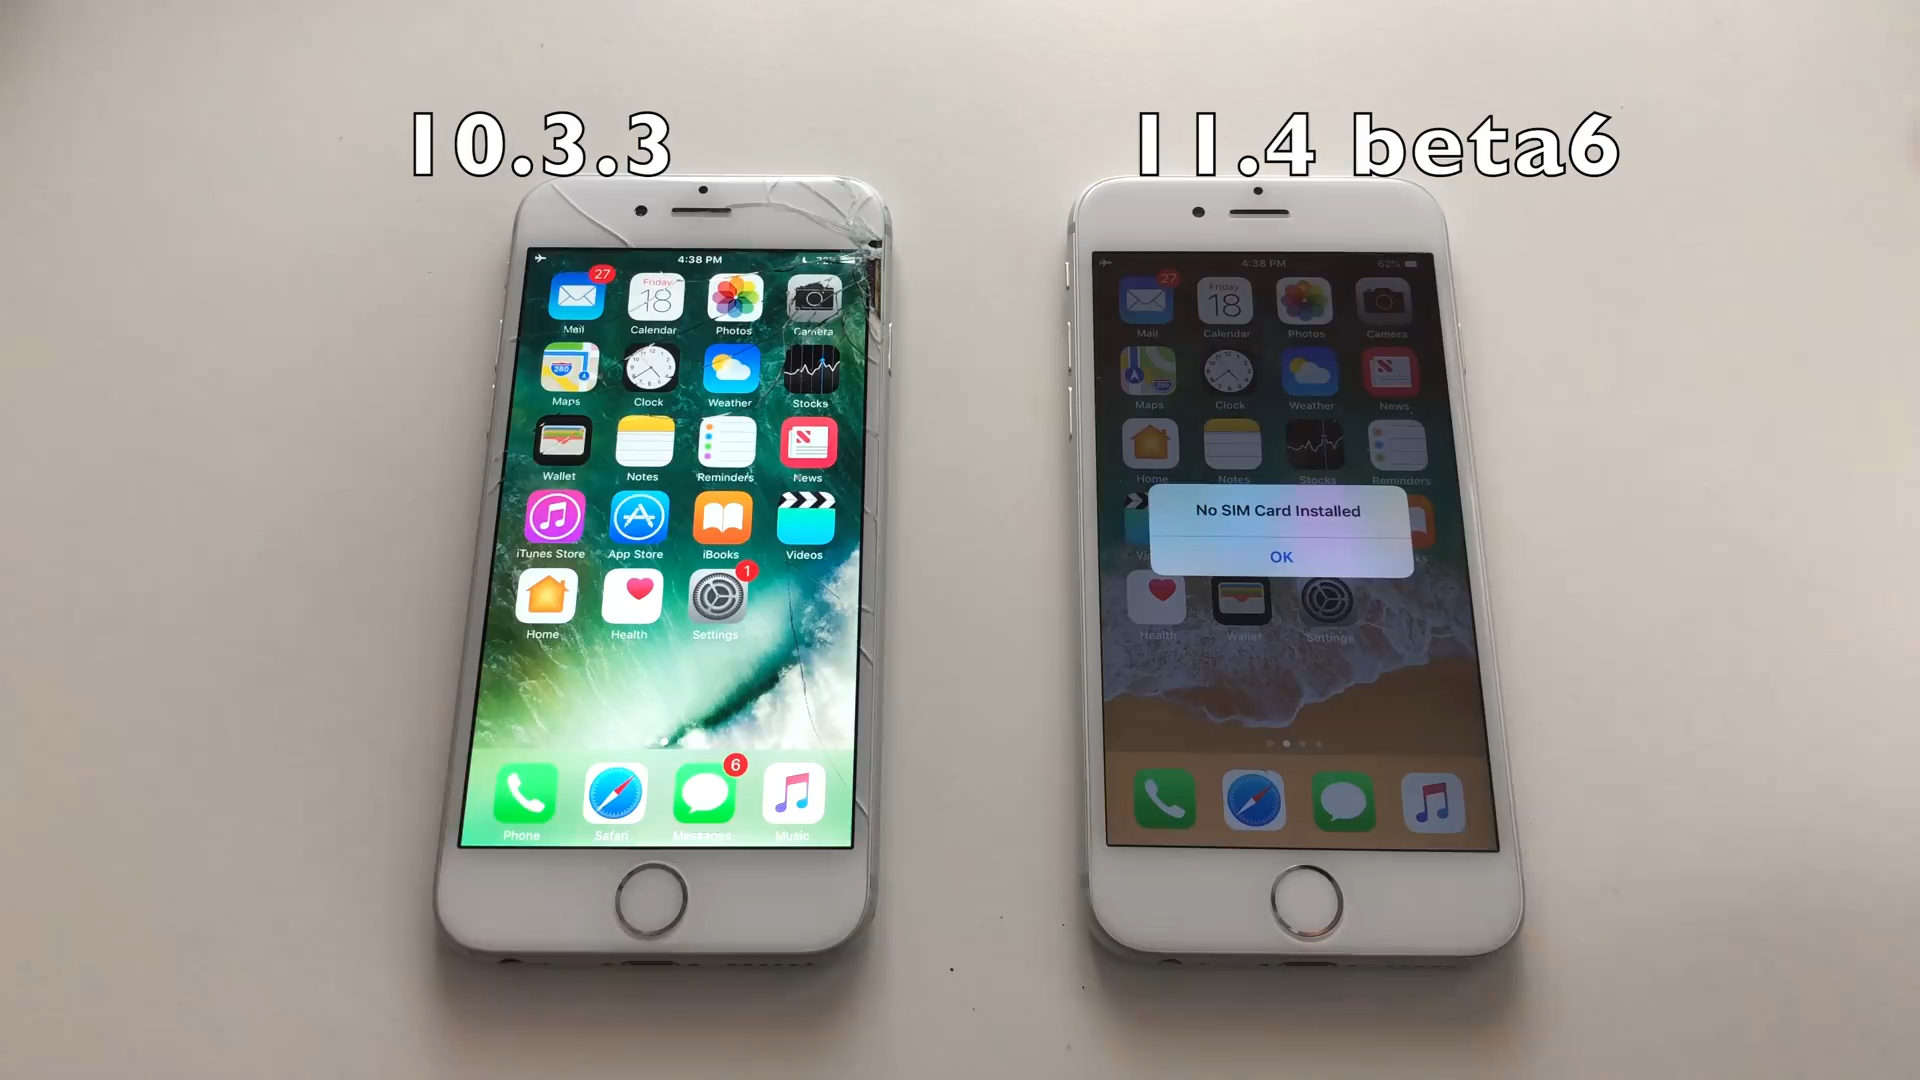 10.3.3
11.4 beta6
4:38 PM
27
Friday
18
Mail
Calendar
Photos
Camera
280
Maps
Clock
Weather
Stocks
Wallet
Notes
Reminders
News
iTunes Store
App Store
iBooks
Videos
1
Home
Health
Settings
6
Phone
Safari
Messages
Music
4:38 PM
62%
27
Friday
18
Mail
Calendar
Photos
Camera
280
Maps
Clock
Weather
News
Home
Notes
Stocks
Reminders
No SIM Card Installed
OK
Health
Wallet
Settings